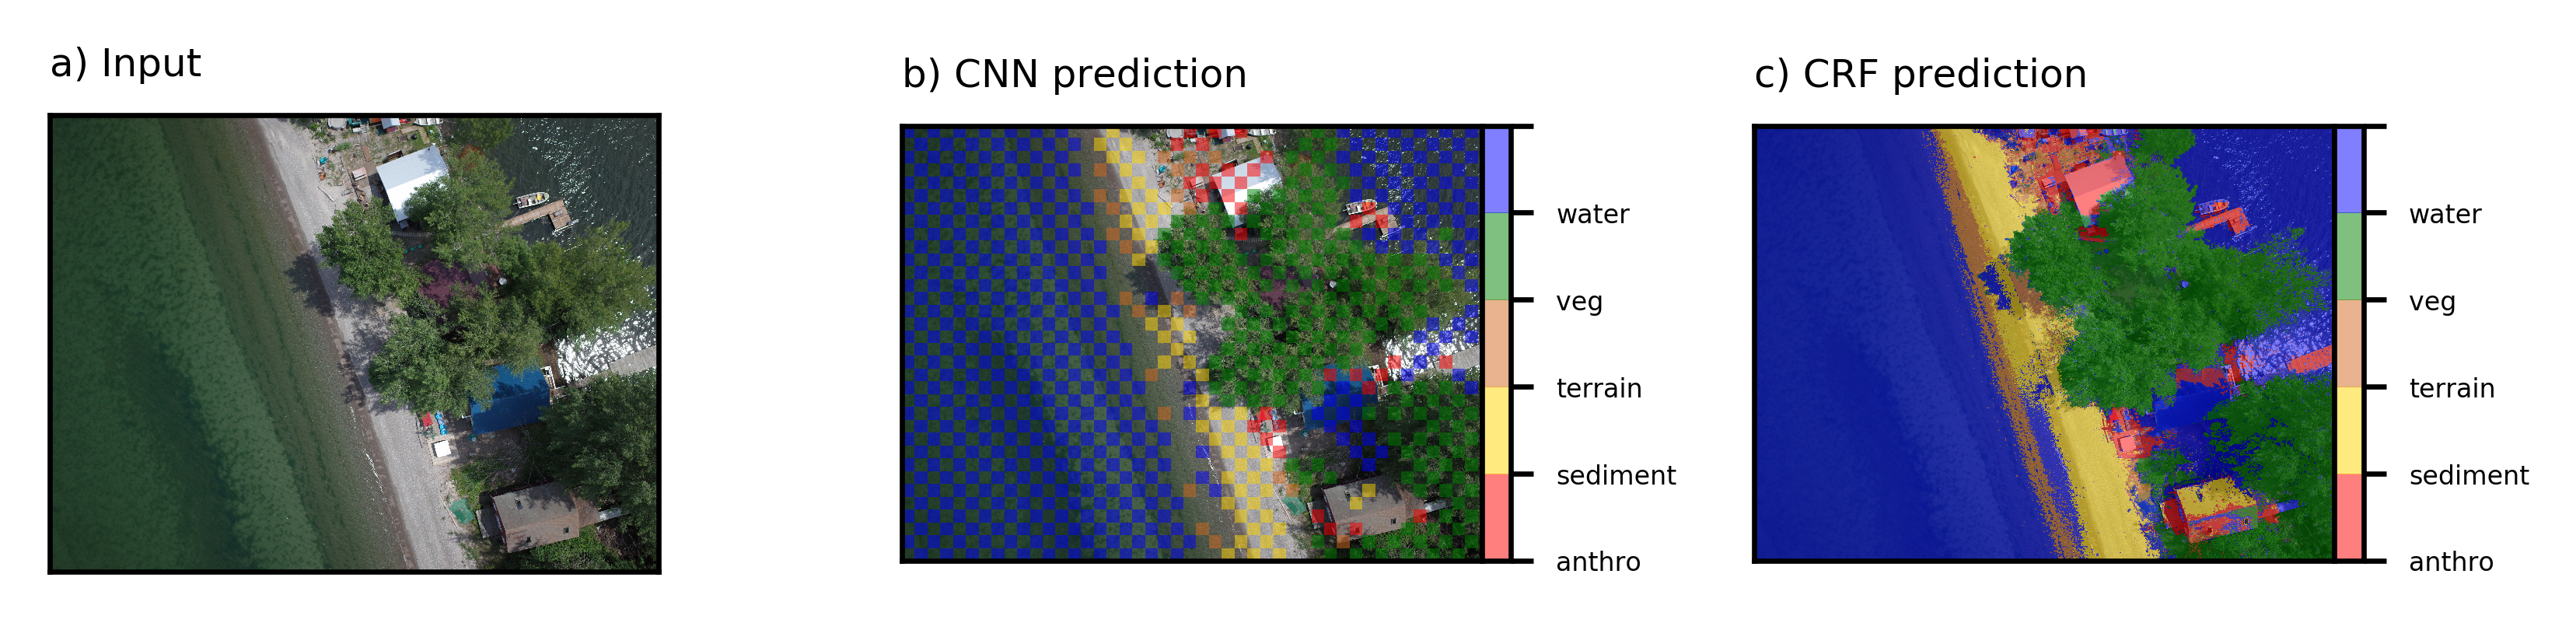 a) Input
b) CNN prediction
c) CRF prediction
water
veg
terrain
sediment
anthro
water
veg
terrain
sediment
anthro